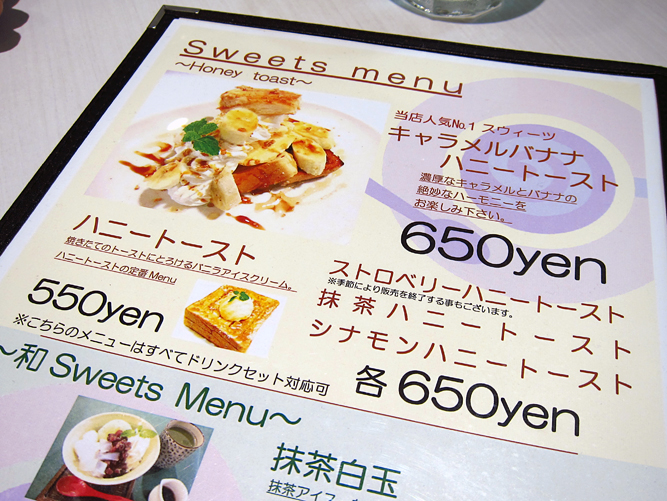 Sweets menu
～Honey toast～
当店人気No.1 スウィーツ
キャラメルバナナ
ハニートースト
濃厚なキャラメルとバナナの
絶妙なハーモニーを
お楽しみ下さい。
650yen
ハニートースト
焼きたてのトーストにとろけるバニラアイスクリーム。
ハニートーストの定番Menu
550yen
ストロベリーハニートースト
※季節により販売を終了する事もございます。
抹茶ハニートースト
シナモンハニートースト
各650yen
※こちらのメニューはすべてドリンクセット対応可
～和Sweets Menu～
抹茶白玉